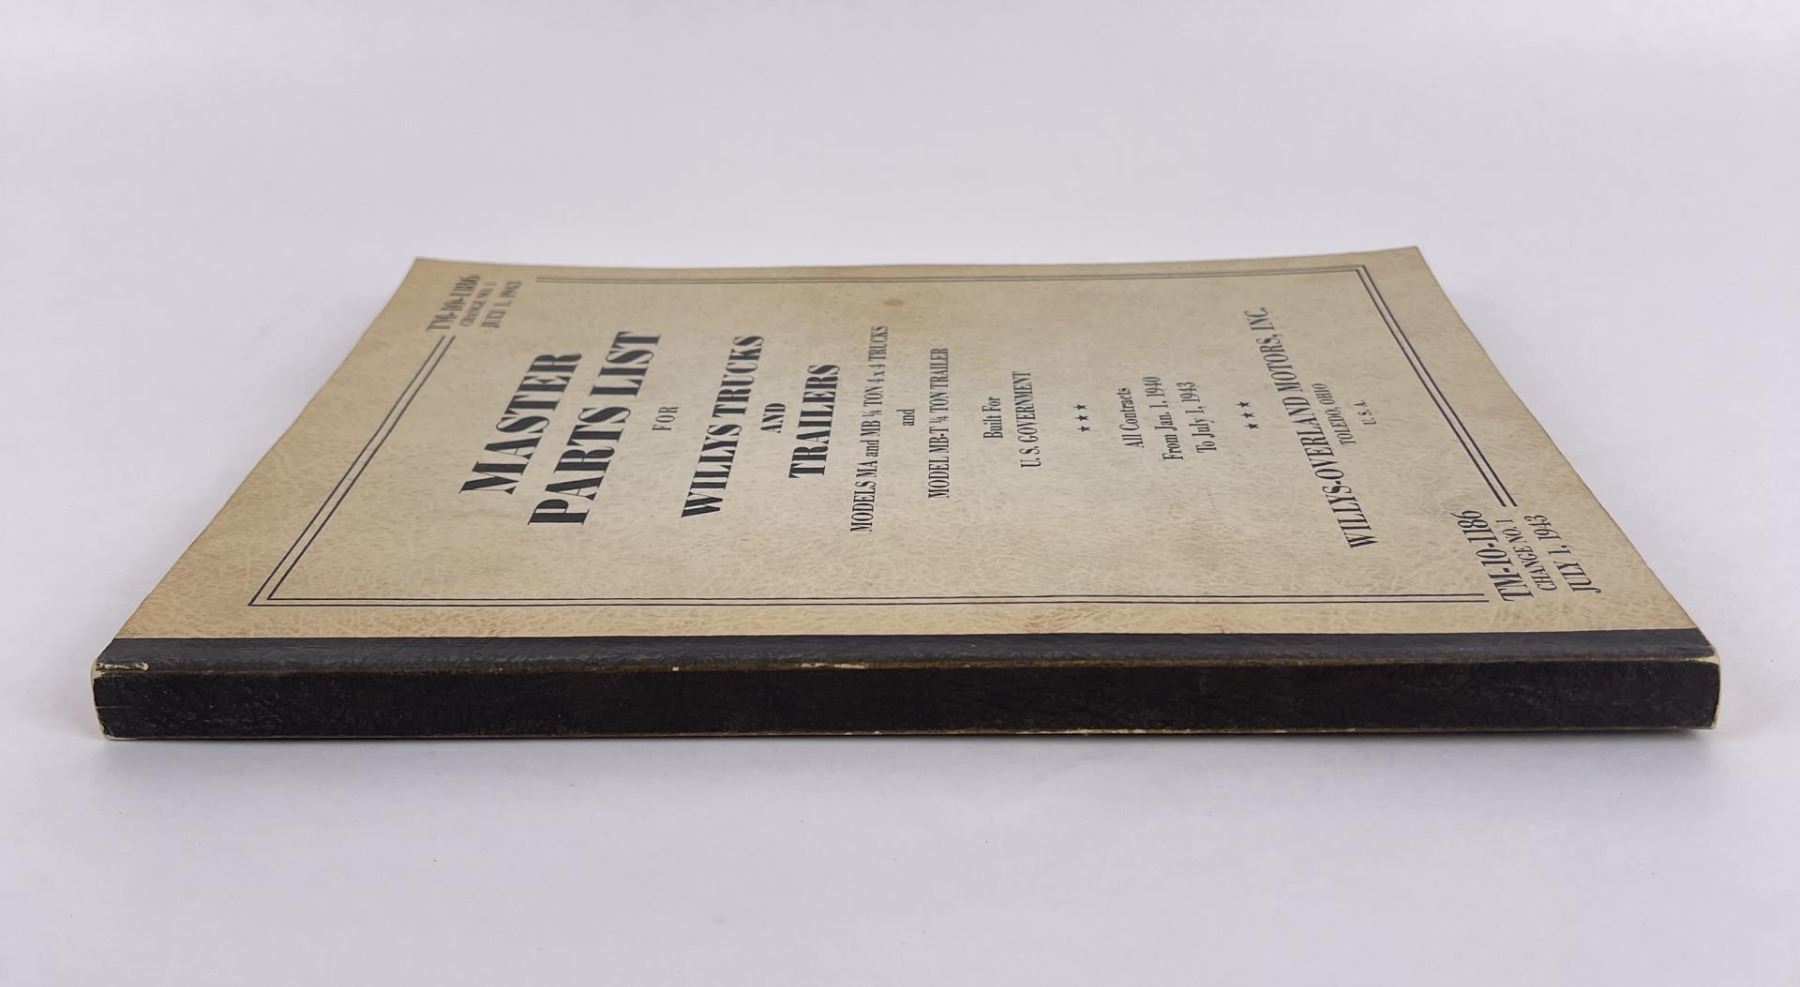 TM-10-1186
CHANGE NO. 1
JULY 1, 1943
MASTER
PARTS LIST
FOR
WILLYS TRUCKS
AND
TRAILERS
MODELS MA and MB ¼ TON 4 x 4 TRUCKS
and
MODEL MB-T ¼ TON TRAILER
Built For
U. S. GOVERNMENT
★ ★ ★
All Contracts
From Jan. 1, 1940
To July 1, 1943
★ ★ ★
WILLYS-OVERLAND MOTORS, INC.
TOLEDO, OHIO
U. S. A.
TM-10-1186
CHANGE NO. 1
JULY 1, 1943